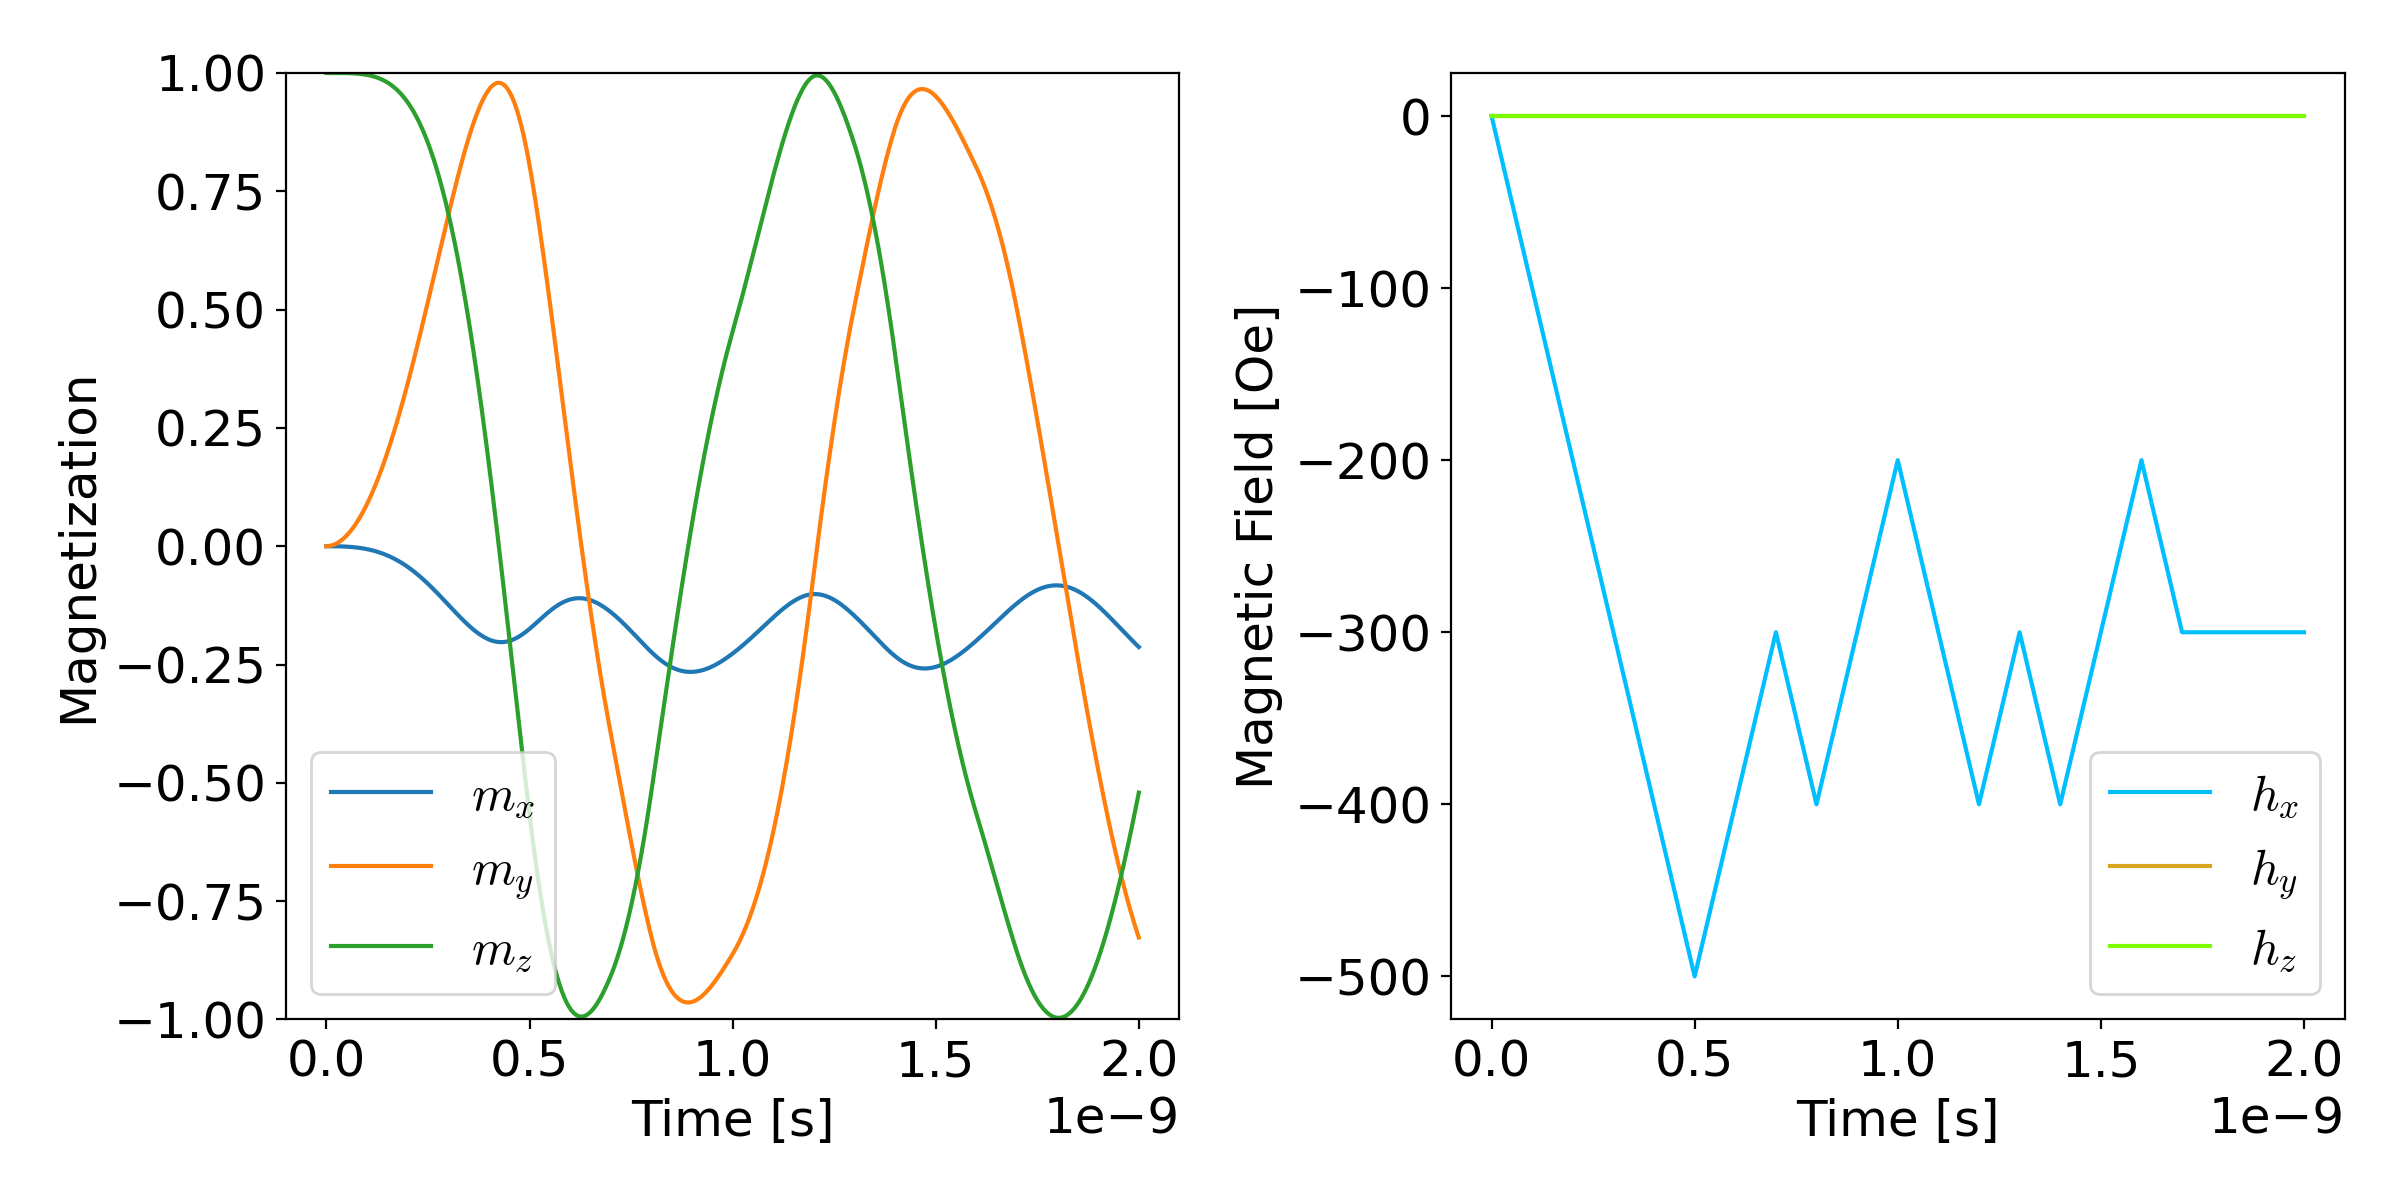 1.00
0.75
0.50
0.25
0.00
−0.25
−0.50
−0.75
−1.00
Magnetization
m_x
m_y
m_z
0.0 0.5 1.0 1.5 2.0
Time [s]
1e−9
0
−100
−200
−300
−400
−500
Magnetic Field [Oe]
h_x
h_y
h_z
0.0 0.5 1.0 1.5 2.0
Time [s]
1e−9